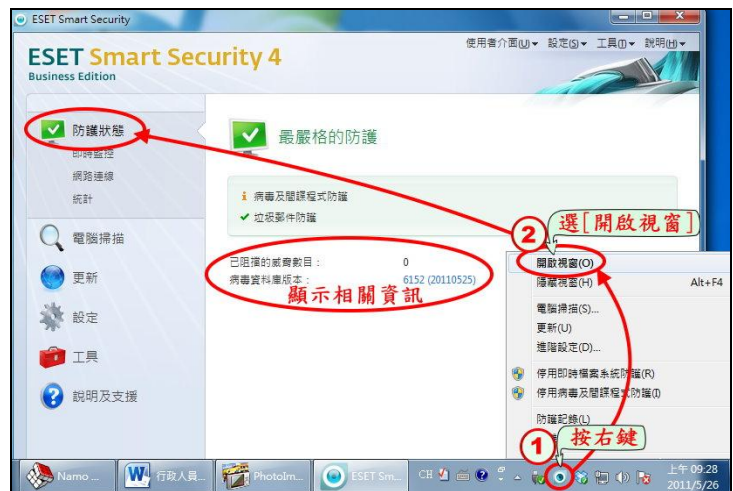 ESET Smart Security
ESET Smart Security 4
Business Edition
使用者介面(U) 設定(S) 工具(T) 說明(H)
防護狀態
即時監控
網路連線
統計
電腦掃描
更新
設定
工具
說明及支援
最嚴格的防護
病毒及間諜程式防護
垃圾郵件防護
已阻擋的威脅數目： 0
病毒資料庫版本： 6152 (20110525)
顯示相關資訊
2 選[開啟視窗]
開啟視窗(O)
隱藏視窗(H) Alt+F4
電腦掃描(S)...
更新(U)
進階設定(D)...
停用即時檔案系統防護(R)
停用病毒及間諜程式防護(I)
防護記錄(L)
1 按右鍵
Namo ...
行政人員...
PhotoIm...
ESET Sm...
CH
上午 09:28
2011/5/26